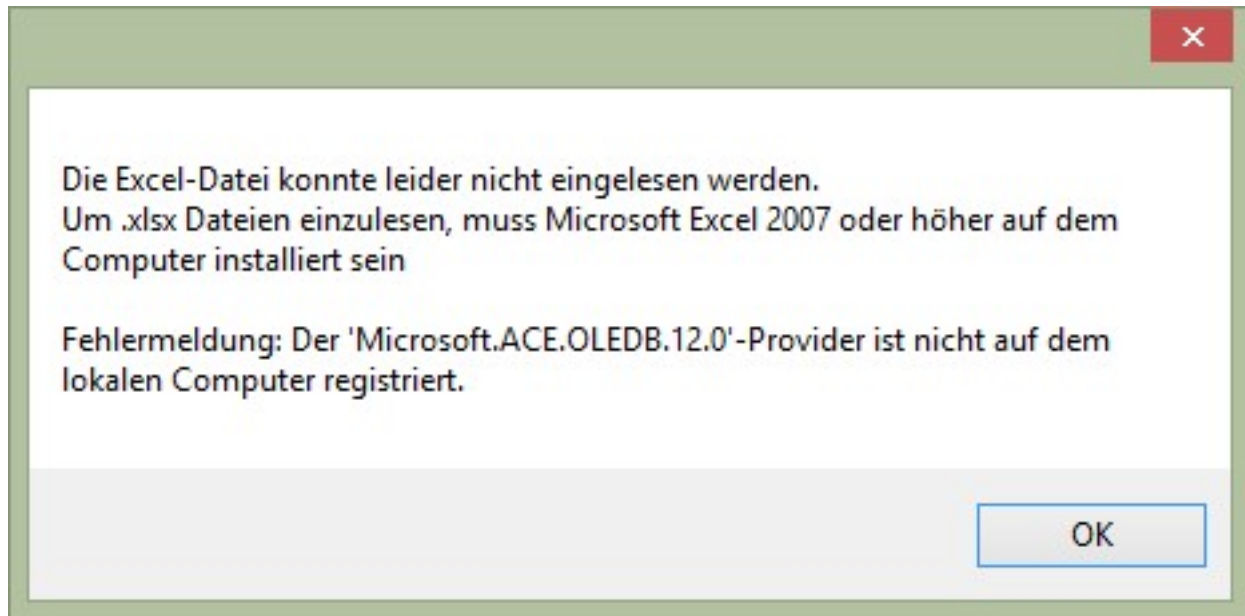 Die Excel-Datei konnte leider nicht eingelesen werden.
Um .xlsx Dateien einzulesen, muss Microsoft Excel 2007 oder höher auf dem
Computer installiert sein
Fehlermeldung: Der 'Microsoft.ACE.OLEDB.12.0'-Provider ist nicht auf dem
lokalen Computer registriert.
OK